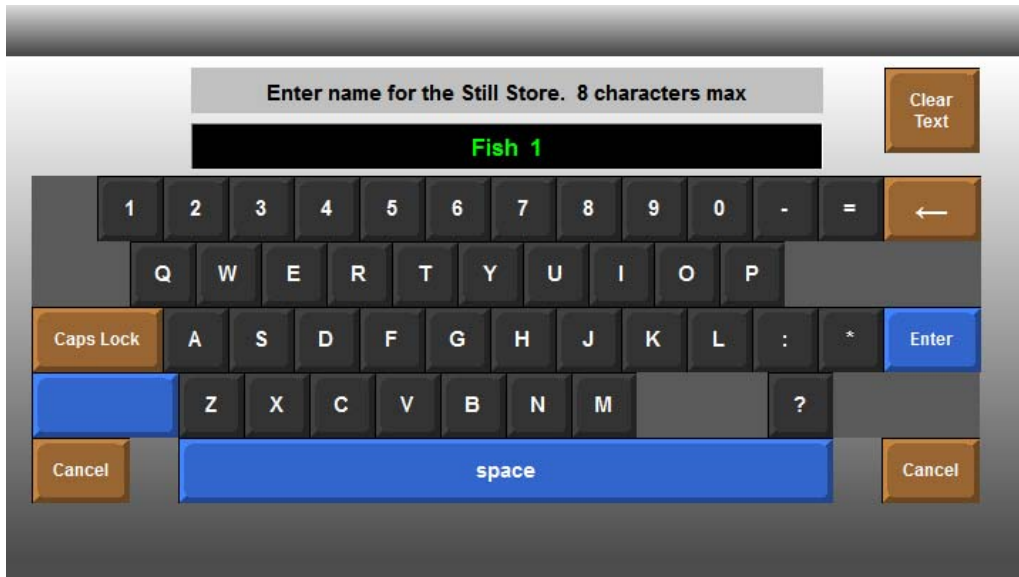 Enter name for the Still Store. 8 characters max
Clear
Text
Fish 1
1 2 3 4 5 6 7 8 9 0 - = ←
Q W E R T Y U I O P
Caps Lock A S D F G H J K L : * Enter
Z X C V B N M ?
Cancel space Cancel